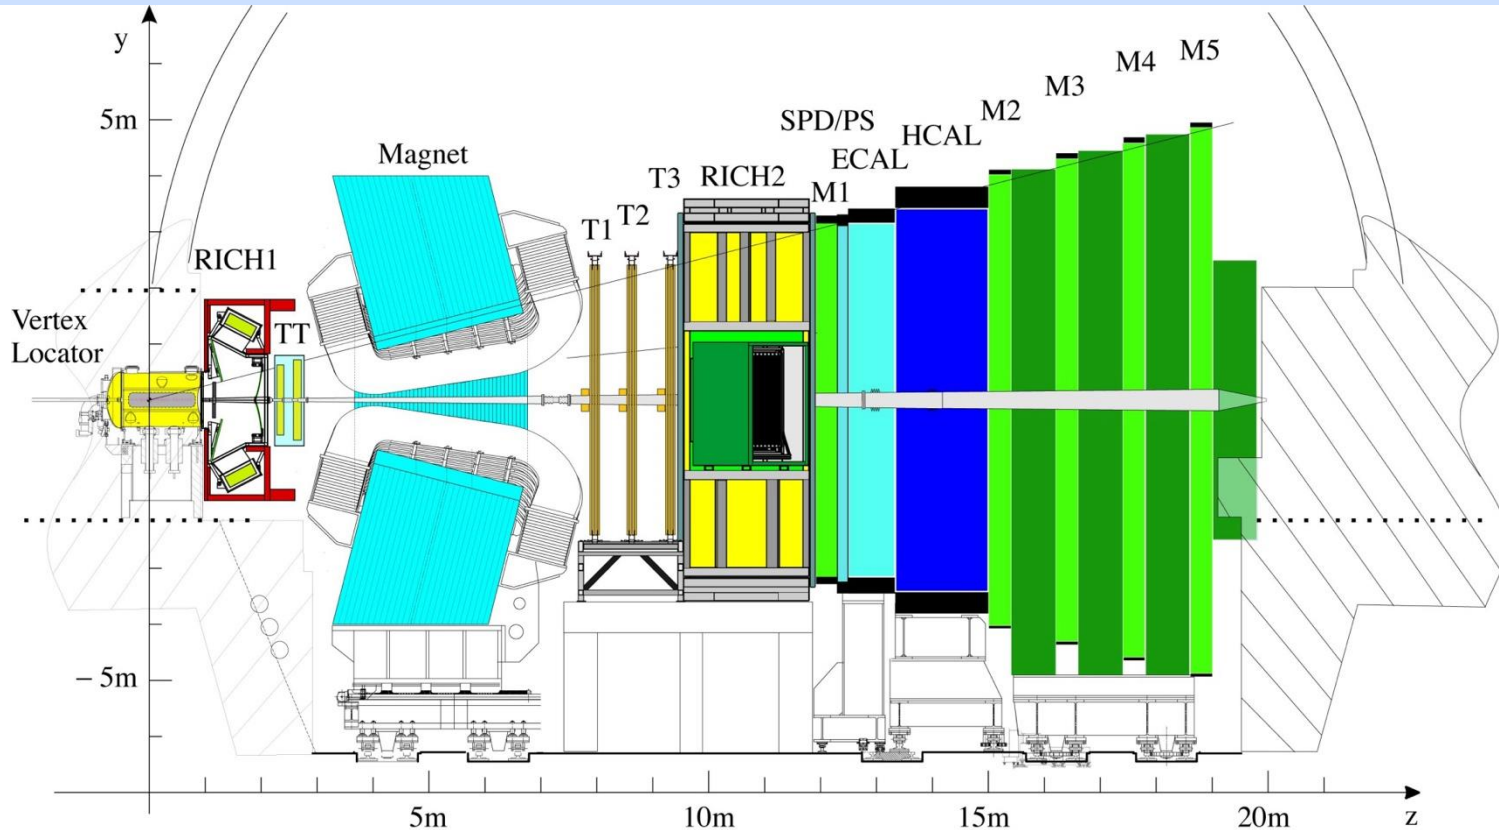 y
5m
Magnet
RICH1
Vertex
Locator
TT
T1
T2
T3
RICH2
M1
SPD/PS
ECAL
HCAL
M2
M3
M4
M5
− 5m
5m
10m
15m
20m
z